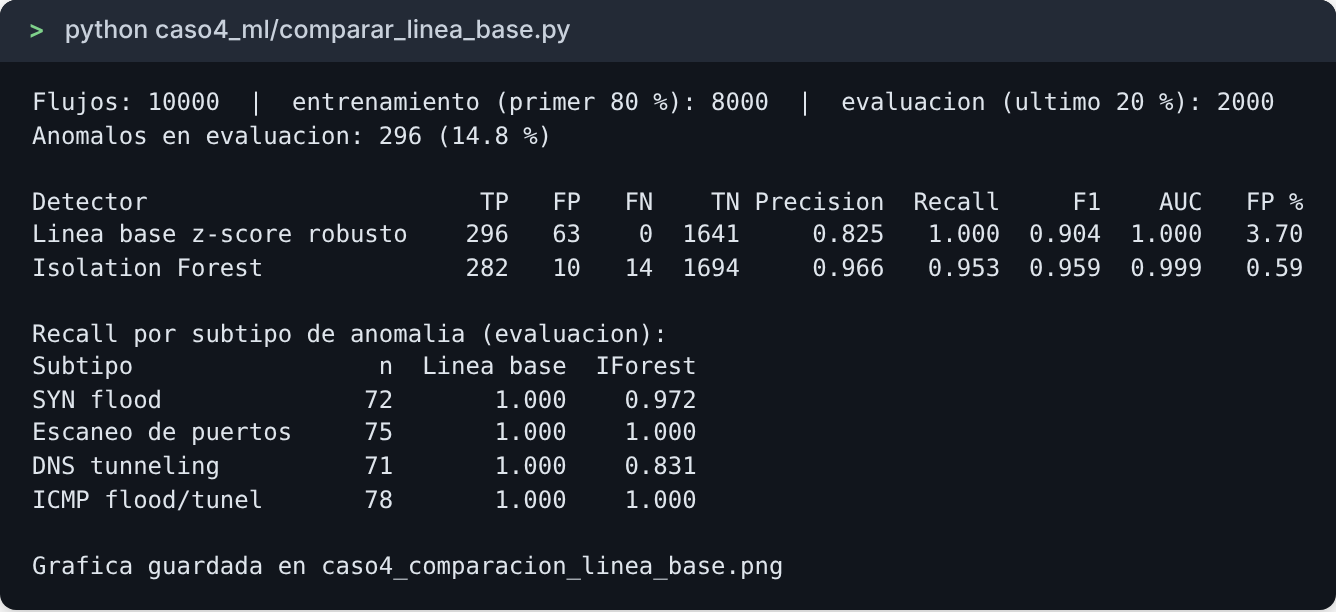 > python caso4_ml/comparar_linea_base.py
Flujos: 10000  |  entrenamiento (primer 80 %): 8000  |  evaluacion (ultimo 20 %): 2000
Anomalos en evaluacion: 296 (14.8 %)
Detector                       TP   FP   FN    TN Precision  Recall     F1    AUC   FP %
Linea base z-score robusto    296   63    0  1641     0.825   1.000  0.904  1.000   3.70
Isolation Forest              282   10   14  1694     0.966   0.953  0.959  0.999   0.59
Recall por subtipo de anomalia (evaluacion):
Subtipo                 n  Linea base  IForest
SYN flood              72       1.000    0.972
Escaneo de puertos     75       1.000    1.000
DNS tunneling          71       1.000    0.831
ICMP flood/tunel       78       1.000    1.000
Grafica guardada en caso4_comparacion_linea_base.png